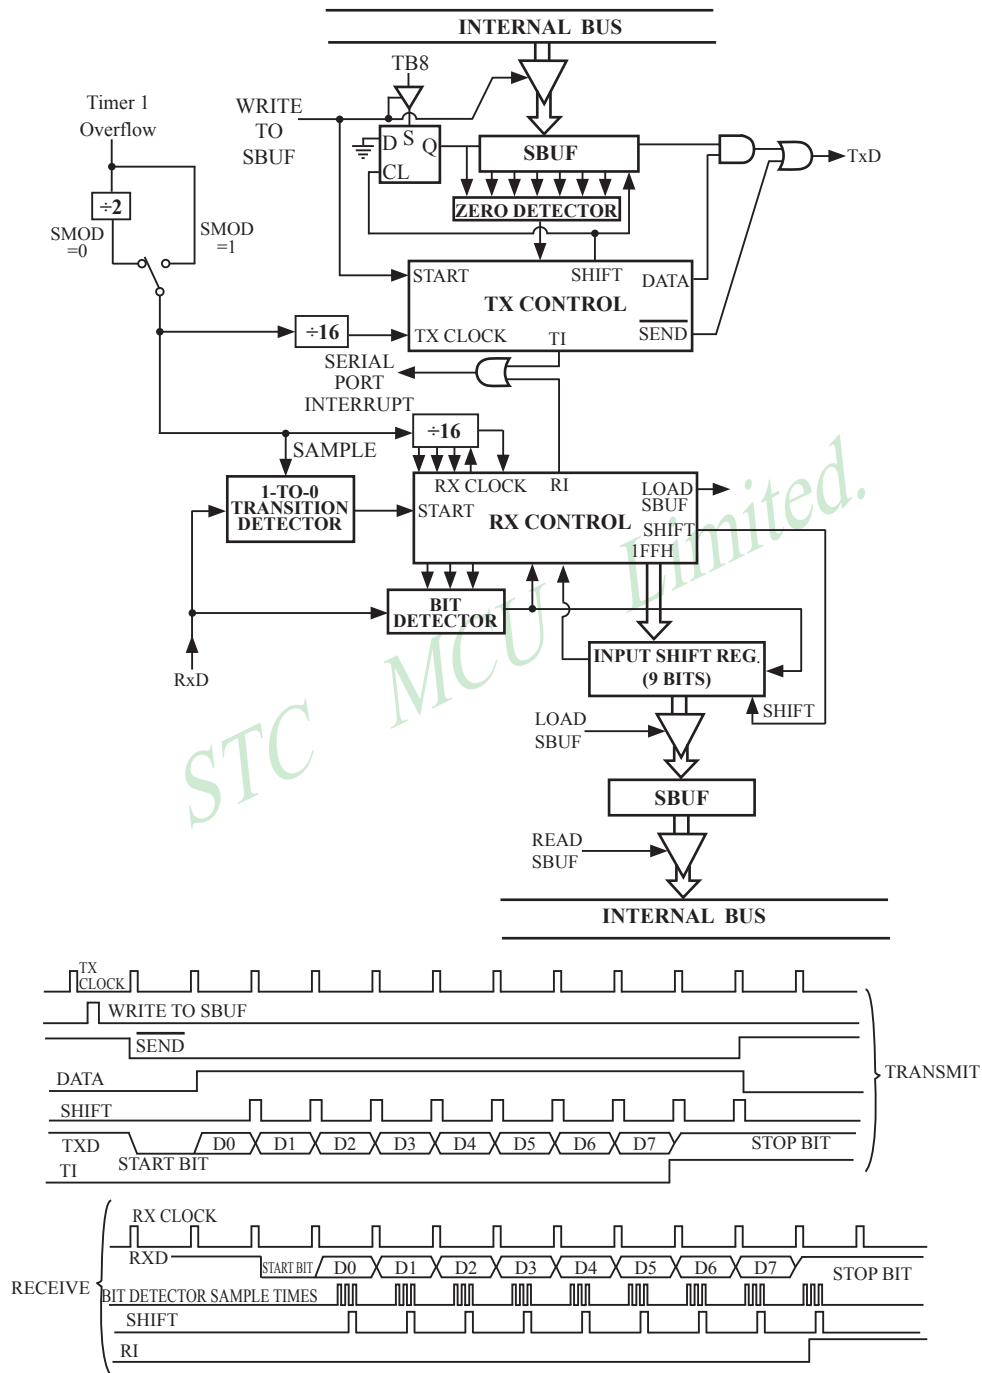 INTERNAL BUS
TB8
WRITE
TO
SBUF
Timer 1
Overflow
D S Q
CL
SBUF
TxD
÷2
ZERO DETECTOR
SMOD
=0
SMOD
=1
START
SHIFT
DATA
TX CONTROL
÷16
TX CLOCK
TI
SEND
SERIAL
PORT
INTERRUPT
÷16
SAMPLE
1-TO-0
TRANSITION
DETECTOR
RX CLOCK
RI
LOAD
SBUF
START
RX CONTROL
SHIFT
1FFH
BIT
DETECTOR
RxD
INPUT SHIFT REG.
(9 BITS)
SHIFT
LOAD
SBUF
SBUF
READ
SBUF
INTERNAL BUS
STC MCU Limited.
TX
CLOCK
WRITE TO SBUF
SEND
DATA
TRANSMIT
SHIFT
TXD
START BIT
D0 D1 D2 D3 D4 D5 D6 D7
STOP BIT
TI
RX CLOCK
RXD
START BIT
D0 D1 D2 D3 D4 D5 D6 D7
STOP BIT
RECEIVE
BIT DETECTOR SAMPLE TIMES
SHIFT
RI